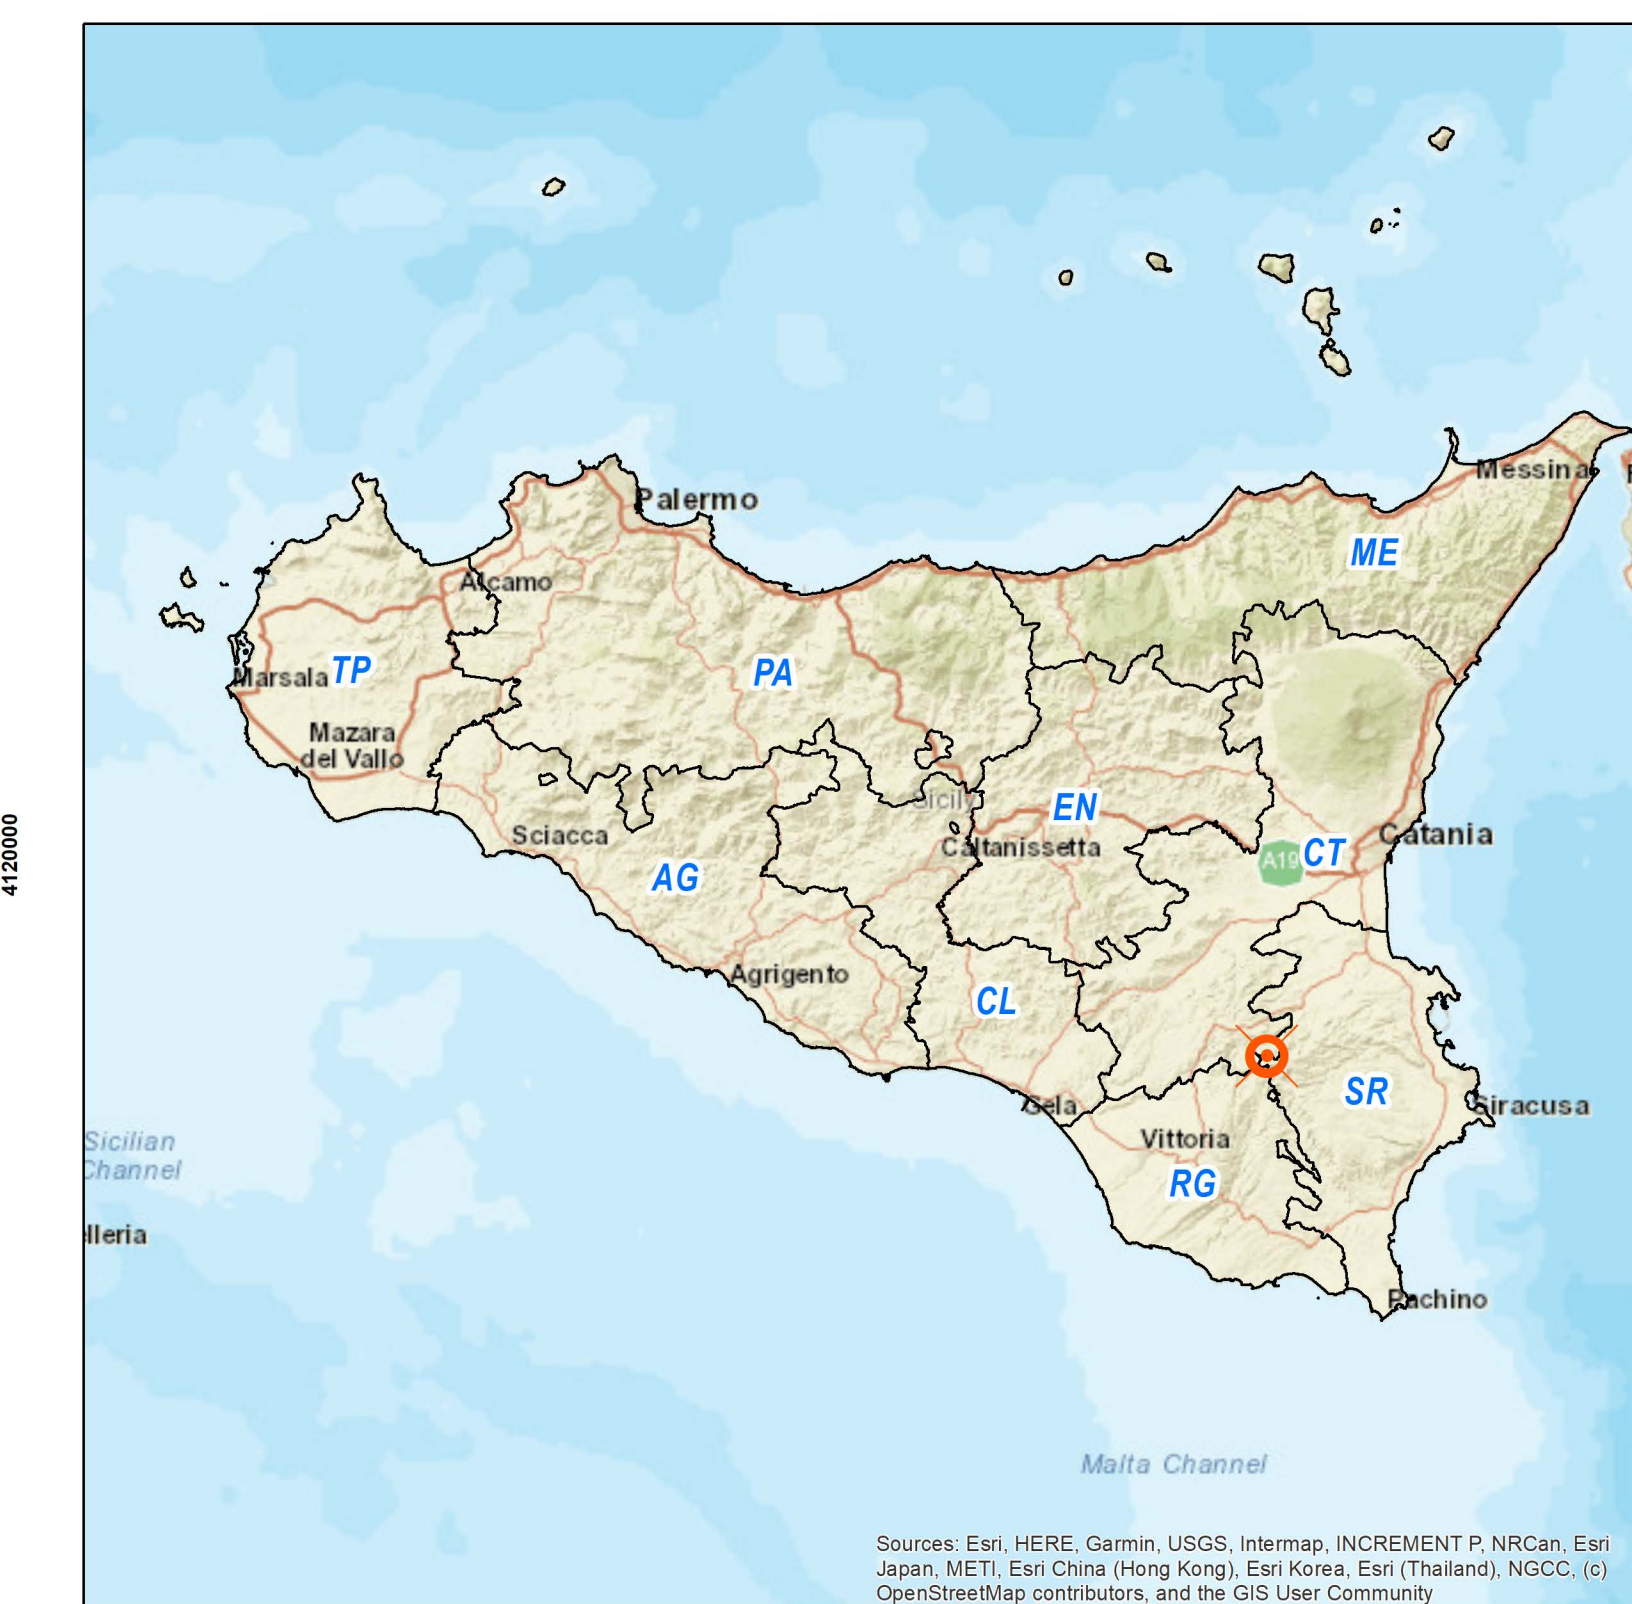 4120000
Palermo
Messina
ME
Alcamo
TP
PA
Marsala
Mazara
del Vallo
Sicily
EN
Sciacca
Caltanissetta
A19
CT
Catania
AG
Agrigento
CL
SR
Gela
Siracusa
Vittoria
Sicilian
Channel
RG
lleria
Pachino
Malta Channel
Sources: Esri, HERE, Garmin, USGS, Intermap, INCREMENT P, NRCan, Esri
Japan, METI, Esri China (Hong Kong), Esri Korea, Esri (Thailand), NGCC, (c)
OpenStreetMap contributors, and the GIS User Community